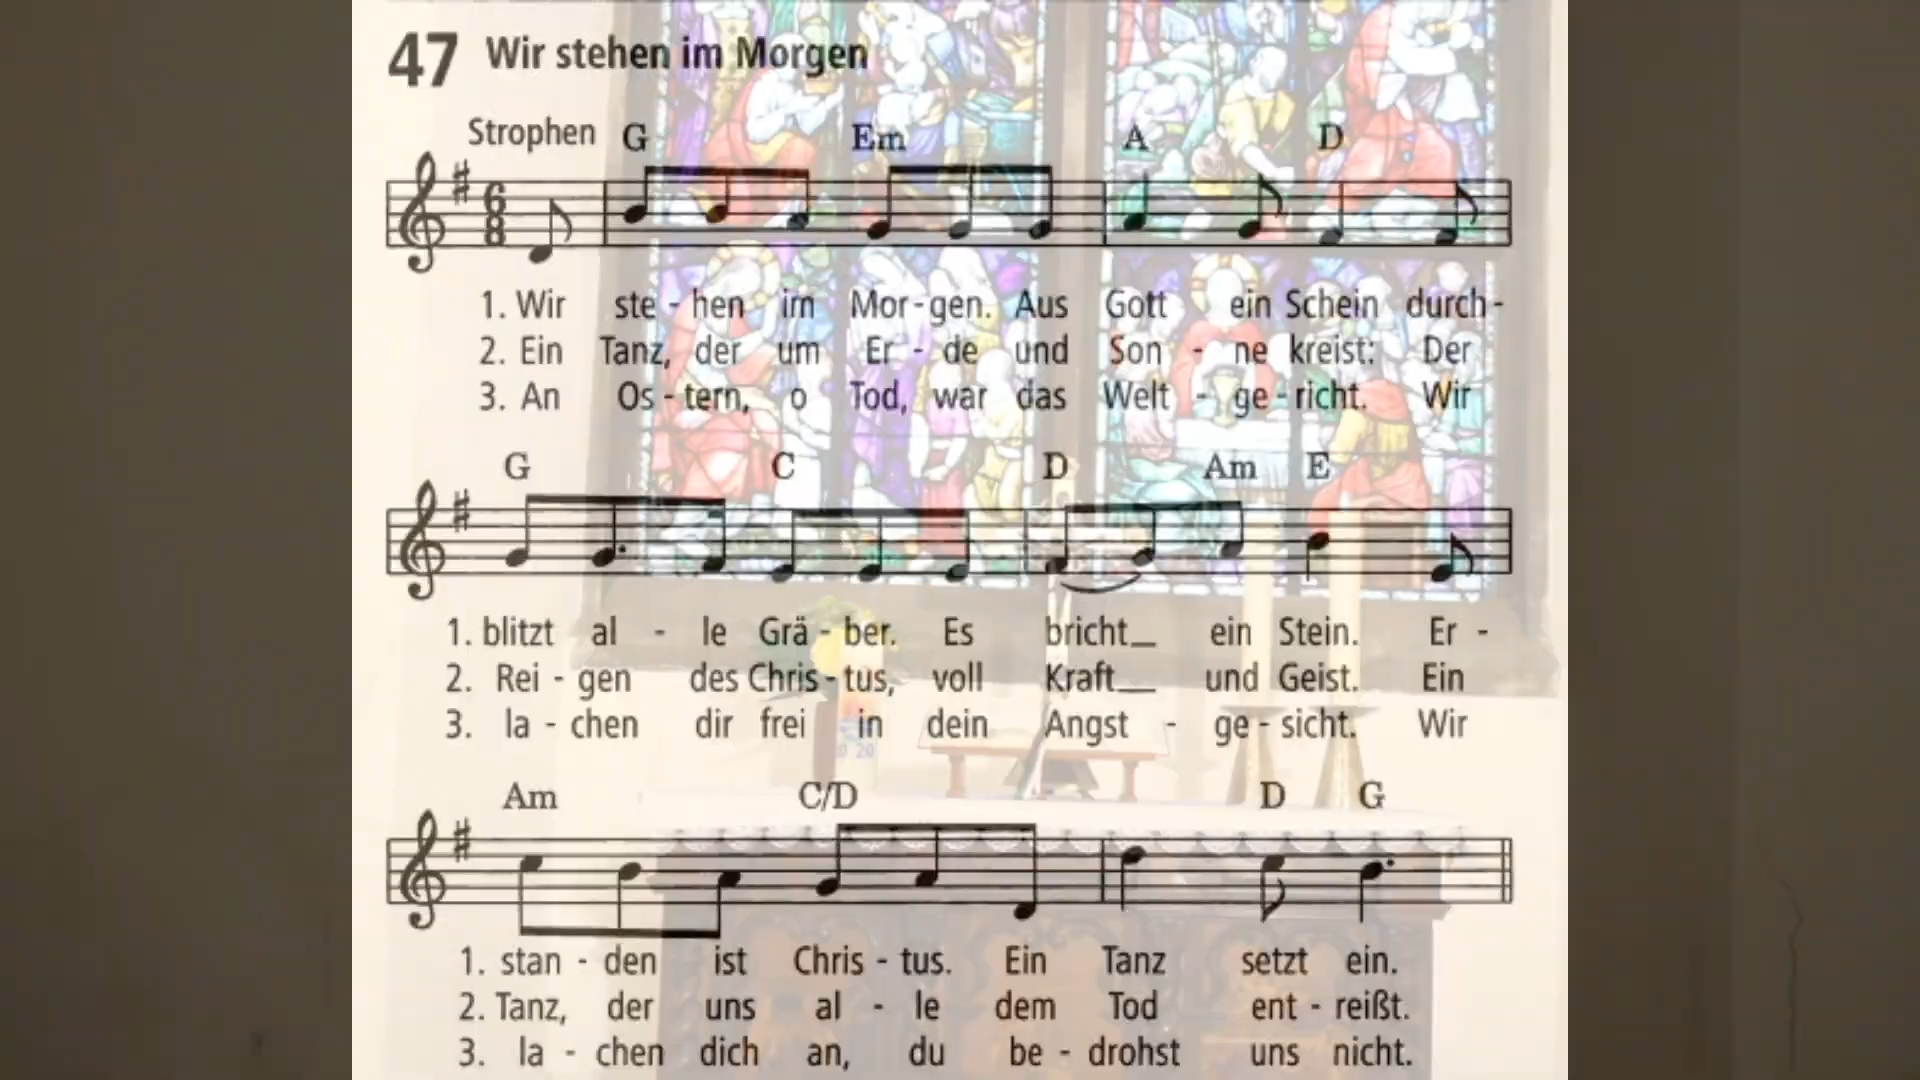 47 Wir stehen im Morgen
Strophen G Em A D
6
8
1. Wir ste - hen im Mor - gen. Aus Gott ein Schein durch -
2. Ein Tanz, der um Er - de und Son - ne kreist: Der
3. An Os - tern, o Tod, war das Welt - ge - richt. Wir
G C D Am E
1. blitzt al - le Grä - ber. Es bricht_ ein Stein. Er -
2. Rei - gen des Chris - tus, voll Kraft_ und Geist. Ein
3. la - chen dir frei in dein Angst - ge - sicht. Wir
20
Am C/D D G
1. stan - den ist Chris - tus. Ein Tanz setzt ein.
2. Tanz, der uns al - le dem Tod ent - reißt.
3. la - chen dich an, du be - drohst uns nicht.